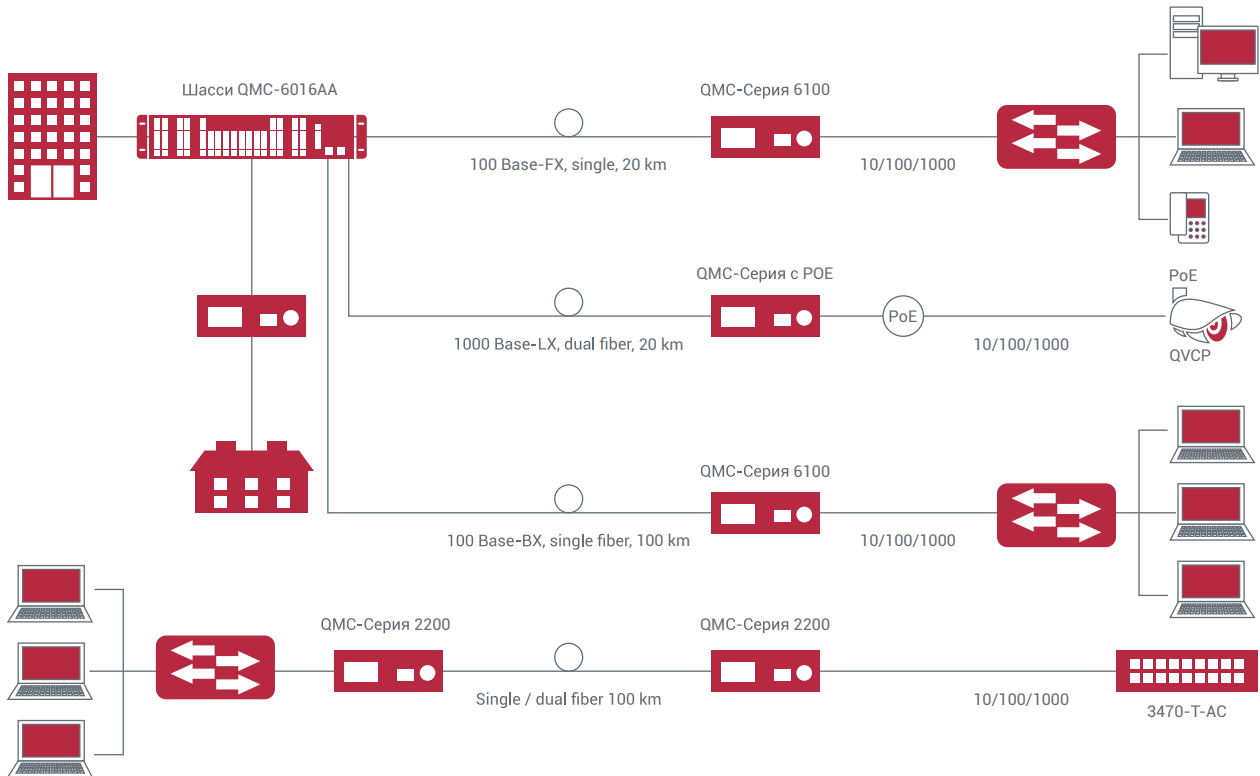 Шасси QMC-6016AA
QMC-Серия 6100
100 Base-FX, single, 20 km
10/100/1000
QMC-Серия с POE
PoE
PoE
1000 Base-LX, dual fiber, 20 km
10/100/1000
QVCP
QMC-Серия 6100
100 Base-BX, single fiber, 100 km
10/100/1000
QMC-Серия 2200
QMC-Серия 2200
Single / dual fiber 100 km
10/100/1000
3470-T-AC